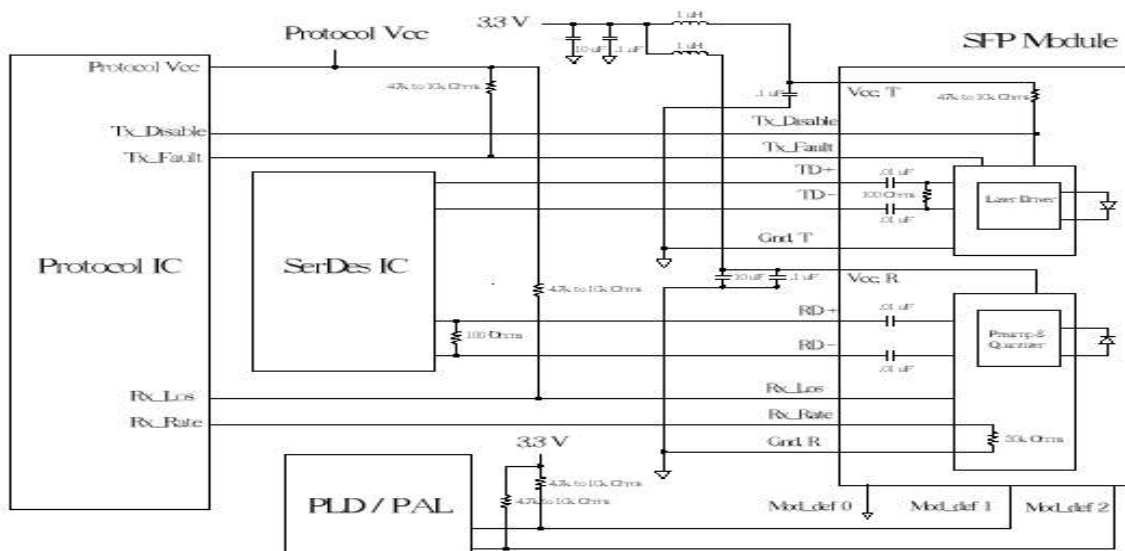 3.3 V
1 uH
Protocol Vcc
10 uF
.1 uF
1 uH
SFP Module
Protocol Vcc
4.7k to 10k Ohms
.1 uF
Vcc, T
4.7k to 10k Ohms
Tx_Disable
Tx_Disable
Tx_Fault
Tx_Fault
TD+
.01 uF
TD-
100 Ohms
Laser Driver
.01 uF
Gnd, T
Protocol IC
SerDes IC
10 uF
.1 uF
Vcc, R
4.7k to 10k Ohms
RD+
.01 uF
100 Ohms
Preamp &
Quantizer
RD-
.01 uF
Rx_Los
Rx_Los
Rx_Rate
Rx_Rate
3.3 V
Gnd, R
4.7k to 10k Ohms
4.7k to 10k Ohms
PLD / PAL
Mod_def 0
Mod_def 1
Mod_def 2